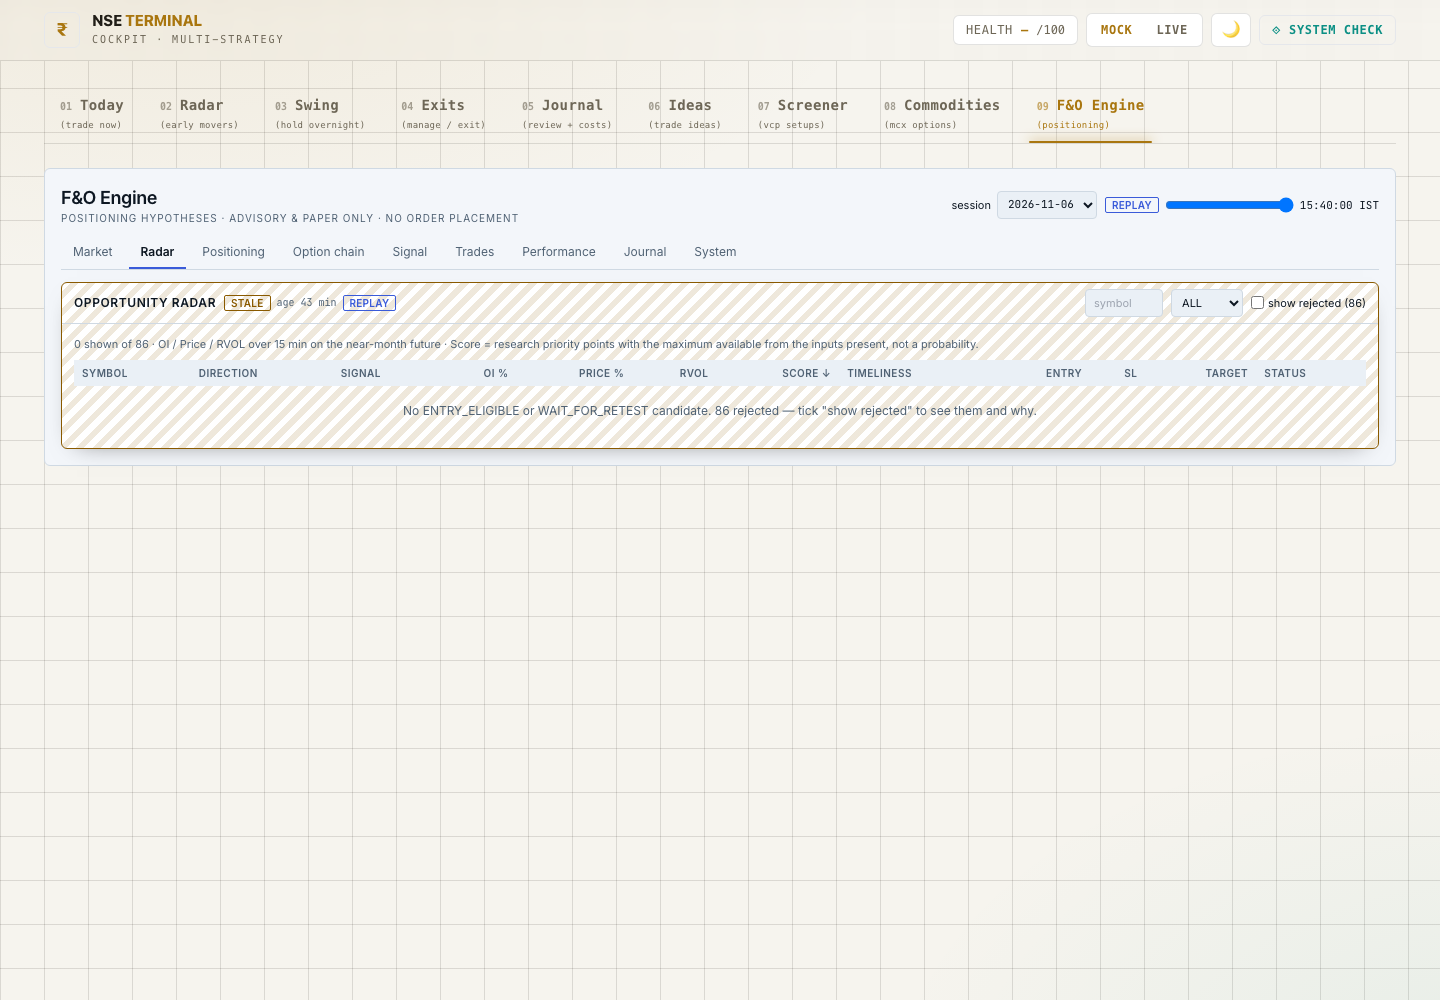 ₹
NSE TERMINAL
COCKPIT · MULTI-STRATEGY
HEALTH — /100
MOCK LIVE
SYSTEM CHECK
01 Today
(trade now)
02 Radar
(early movers)
03 Swing
(hold overnight)
04 Exits
(manage / exit)
05 Journal
(review + costs)
06 Ideas
(trade ideas)
07 Screener
(vcp setups)
08 Commodities
(mcx options)
09 F&O Engine
(positioning)
F&O Engine
POSITIONING HYPOTHESES · ADVISORY & PAPER ONLY · NO ORDER PLACEMENT
session 2026-11-06 REPLAY 15:40:00 IST
Market Radar Positioning Option chain Signal Trades Performance Journal System
OPPORTUNITY RADAR STALE age 43 min REPLAY symbol ALL show rejected (86)
0 shown of 86 · OI / Price / RVOL over 15 min on the near-month future · Score = research priority points with the maximum available from the inputs present, not a probability.
SYMBOL DIRECTION SIGNAL OI % PRICE % RVOL SCORE ↓ TIMELINESS ENTRY SL TARGET STATUS
No ENTRY_ELIGIBLE or WAIT_FOR_RETEST candidate. 86 rejected — tick "show rejected" to see them and why.